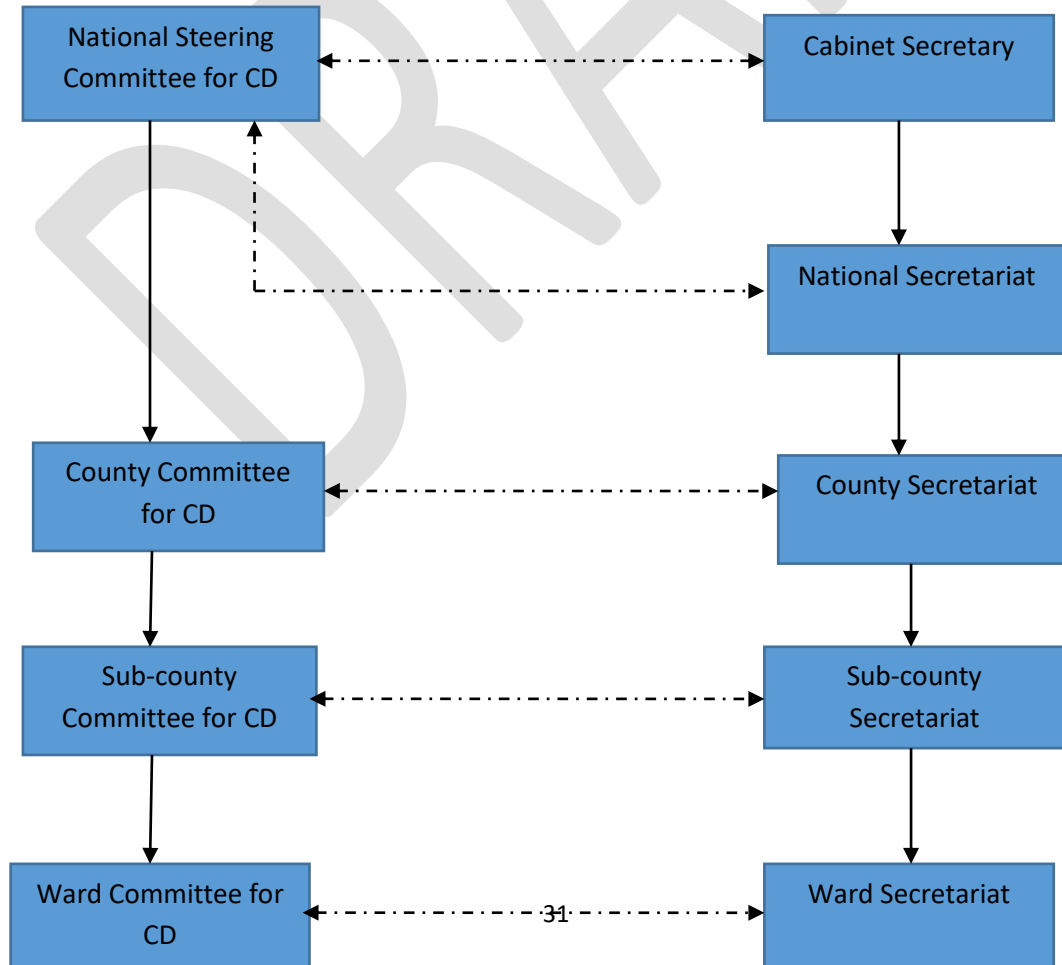 National Steering
Committee for CD
Cabinet Secretary
National Secretariat
County Committee
for CD
County Secretariat
Sub-county
Committee for CD
Sub-county
Secretariat
Ward Committee for
CD
Ward Secretariat
31
DRA